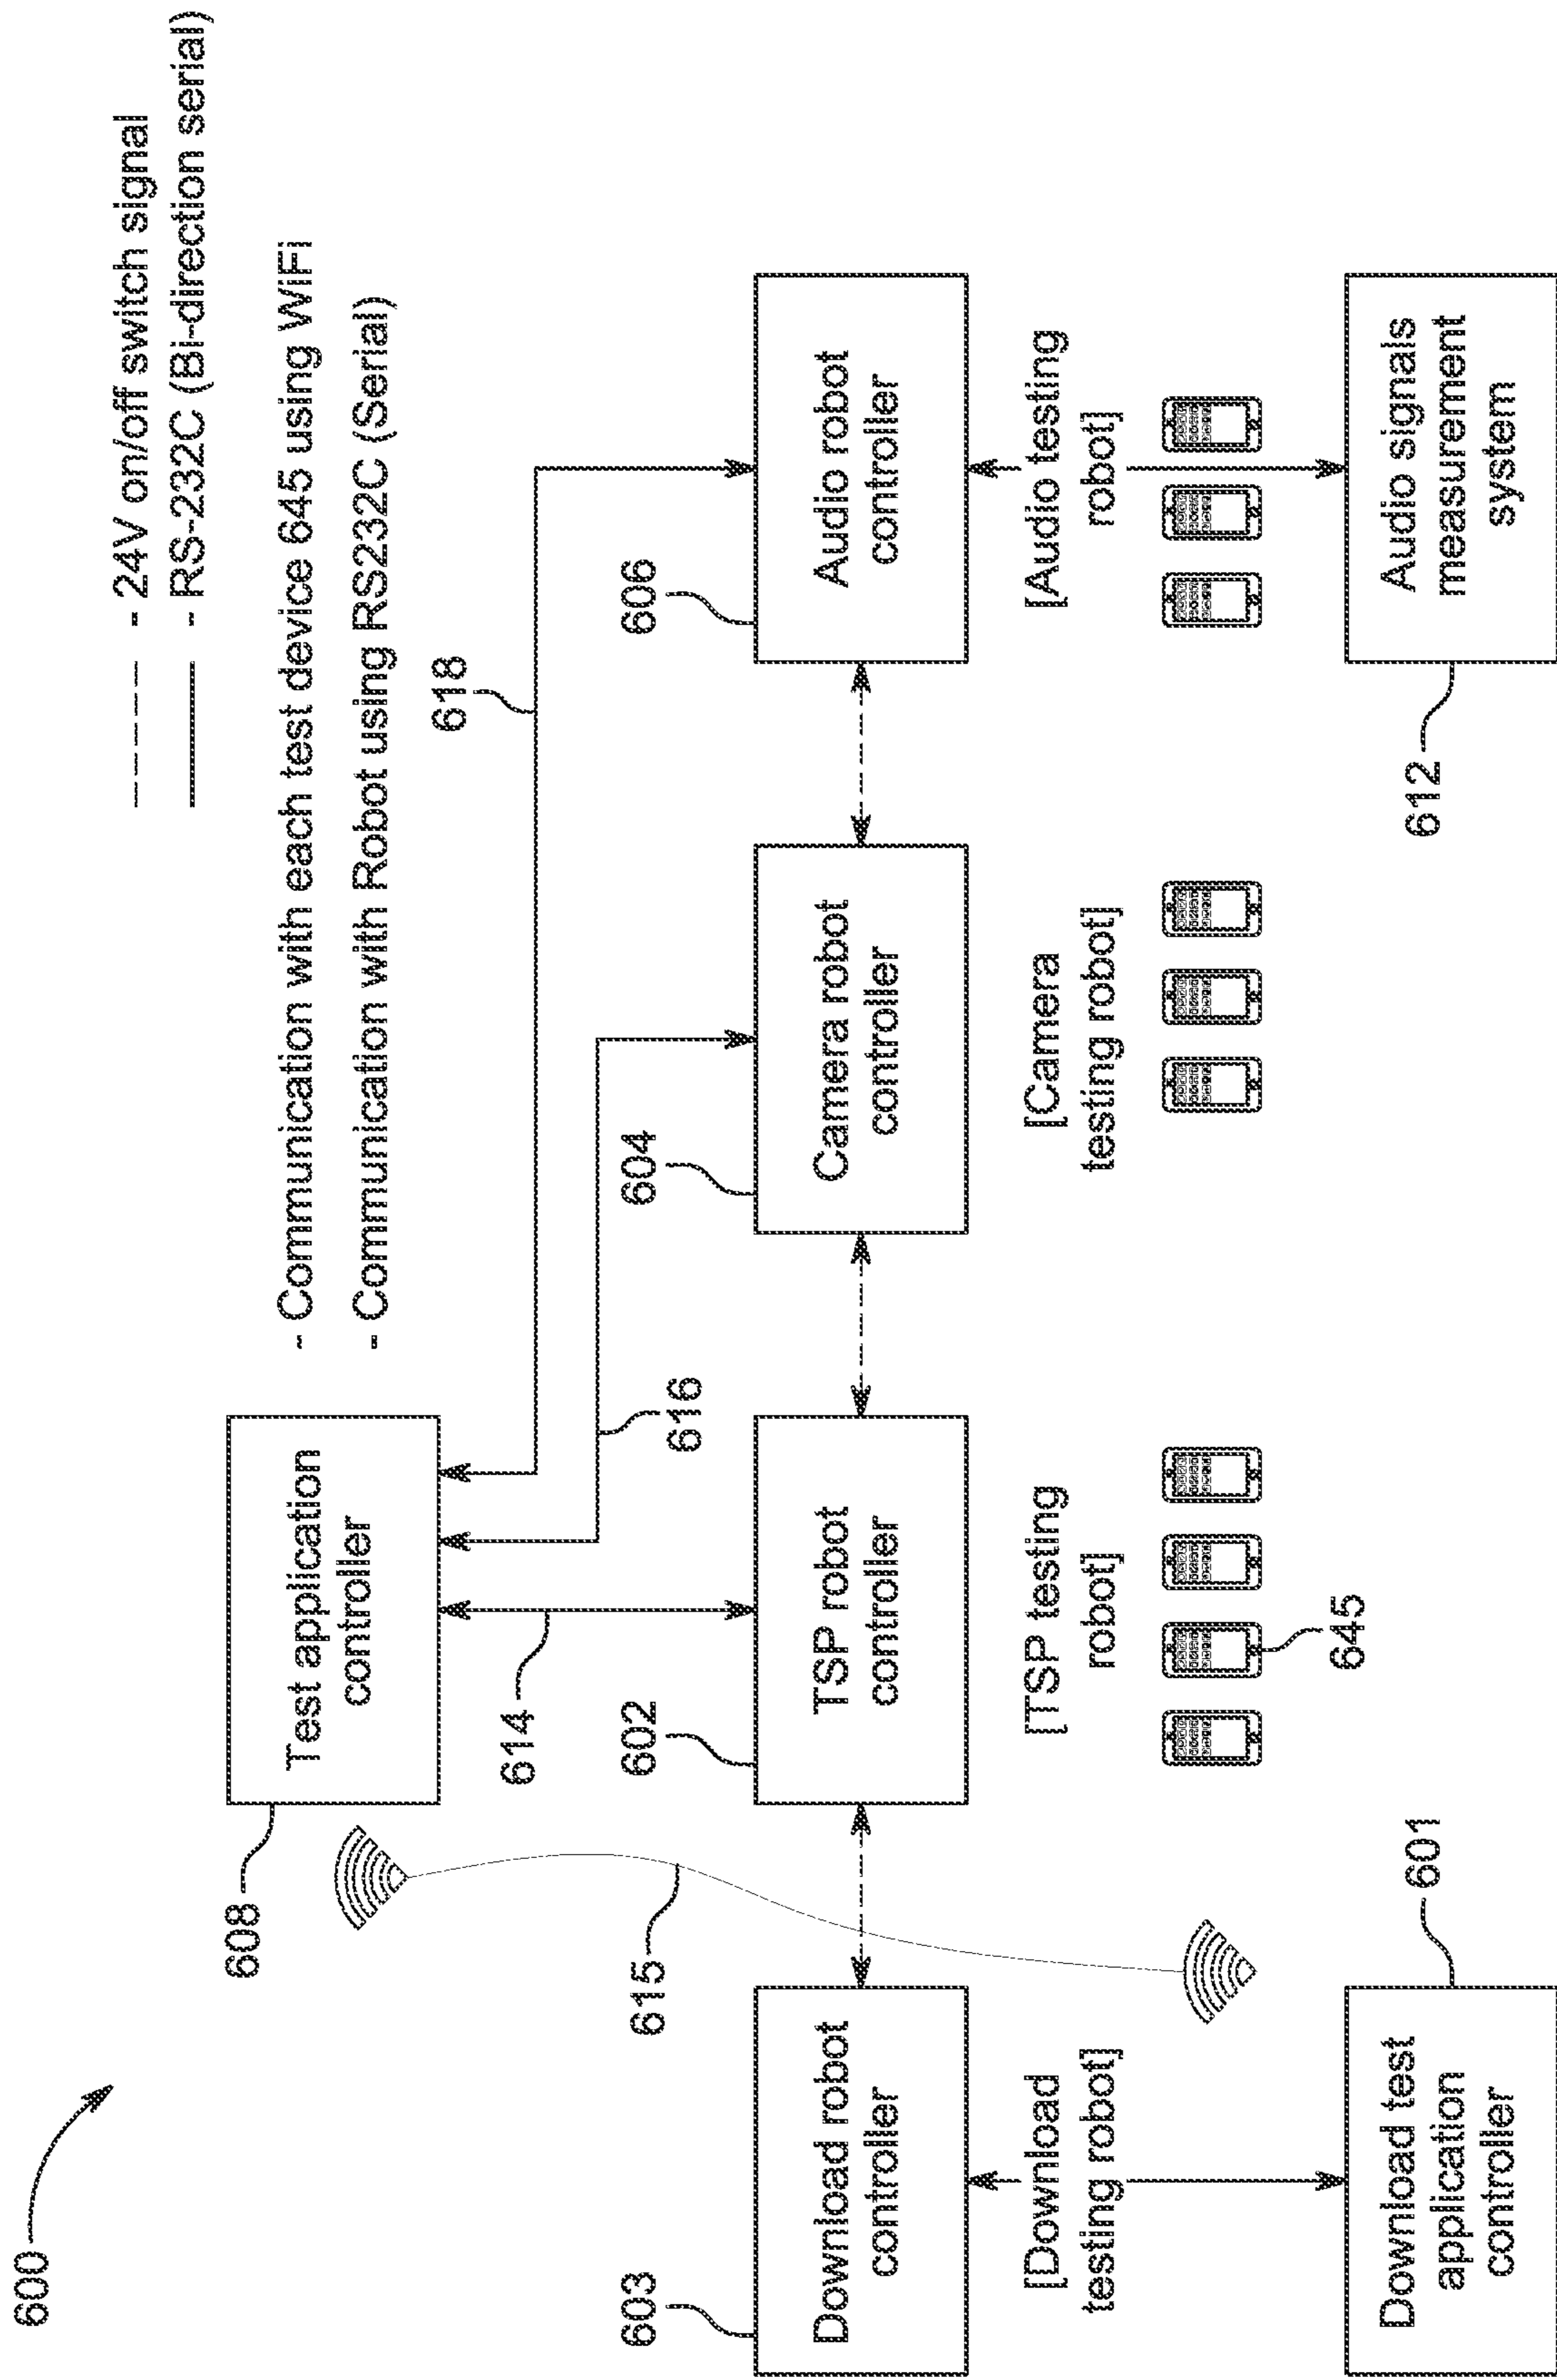 600
- 24V on/off switch signal
- RS-232C (Bi-direction serial)
- Communication with each test device 645 using WiFi
- Communication with Robot using RS232C (Serial)
608
Test application
controller
618
614
616
615
603
602
604
606
Download robot
controller
TSP robot
controller
Camera robot
controller
Audio robot
controller
[Download
testing robot]
[TSP testing
robot]
[Camera
testing robot]
[Audio testing
robot]
645
601
612
Download test
application
controller
Audio signals
measurement
system